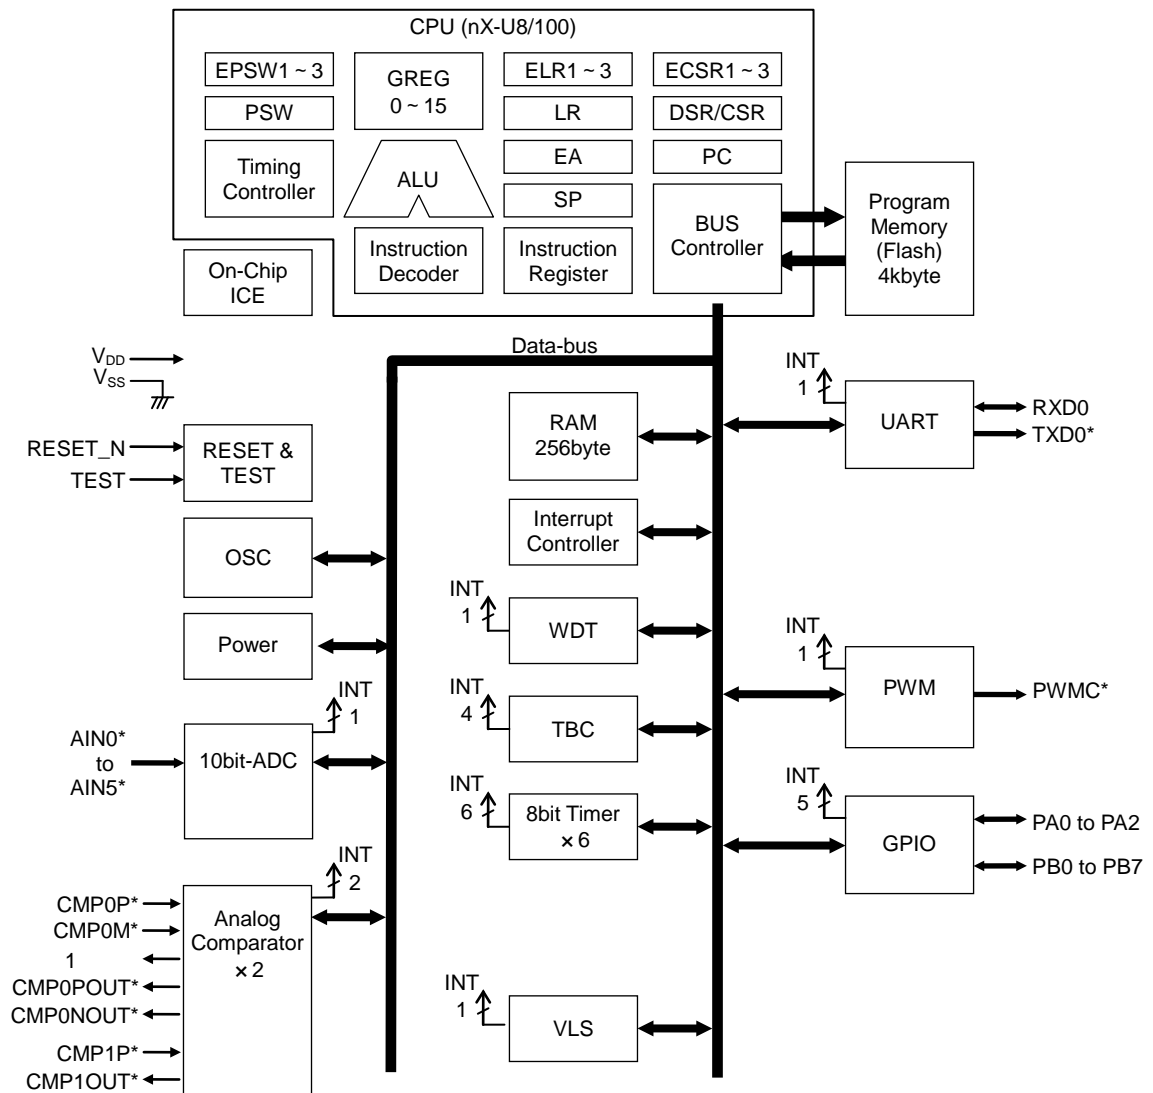 CPU (nX-U8/100)
EPSW1 ~ 3
GREG
0 ~ 15
ELR1 ~ 3
ECSR1 ~ 3
PSW
LR
DSR/CSR
Timing
Controller
ALU
EA
PC
SP
BUS
Controller
Program
Memory
(Flash)
4kbyte
Instruction
Decoder
Instruction
Register
On-Chip
ICE
Data-bus
VDD
VSS
RESET_N
TEST
RESET &
TEST
OSC
Power
INT
1
AIN0*
to
AIN5*
10bit-ADC
INT
2
CMP0P*
CMP0M*
1
CMP0POUT*
CMP0NOUT*
CMP1P*
CMP1OUT*
Analog
Comparator
× 2
RAM
256byte
Interrupt
Controller
INT
1
WDT
INT
4
TBC
INT
6
8bit Timer
× 6
INT
1
VLS
INT
1
UART
RXD0
TXD0*
INT
1
PWM
PWMC*
INT
5
GPIO
PA0 to PA2
PB0 to PB7